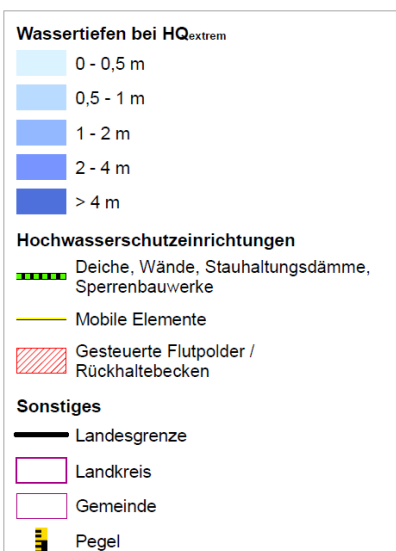 Wassertiefen bei HQextrem
0 - 0,5 m
0,5 - 1 m
1 - 2 m
2 - 4 m
> 4 m
Hochwasserschutzeinrichtungen
Deiche, Wände, Stauhaltungsdämme,
Sperrenbauwerke
Mobile Elemente
Gesteuerte Flutpolder /
Rückhaltebecken
Sonstiges
Landesgrenze
Landkreis
Gemeinde
Pegel